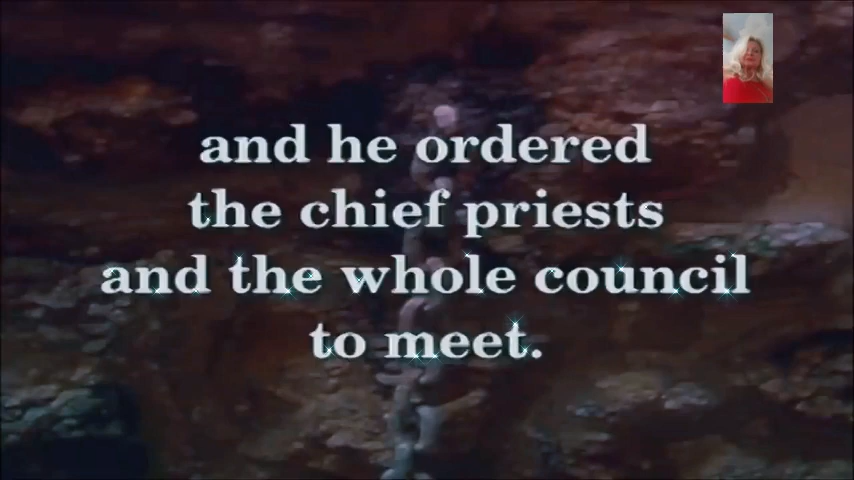 and he ordered
the chief priests
and the whole council
to meet.